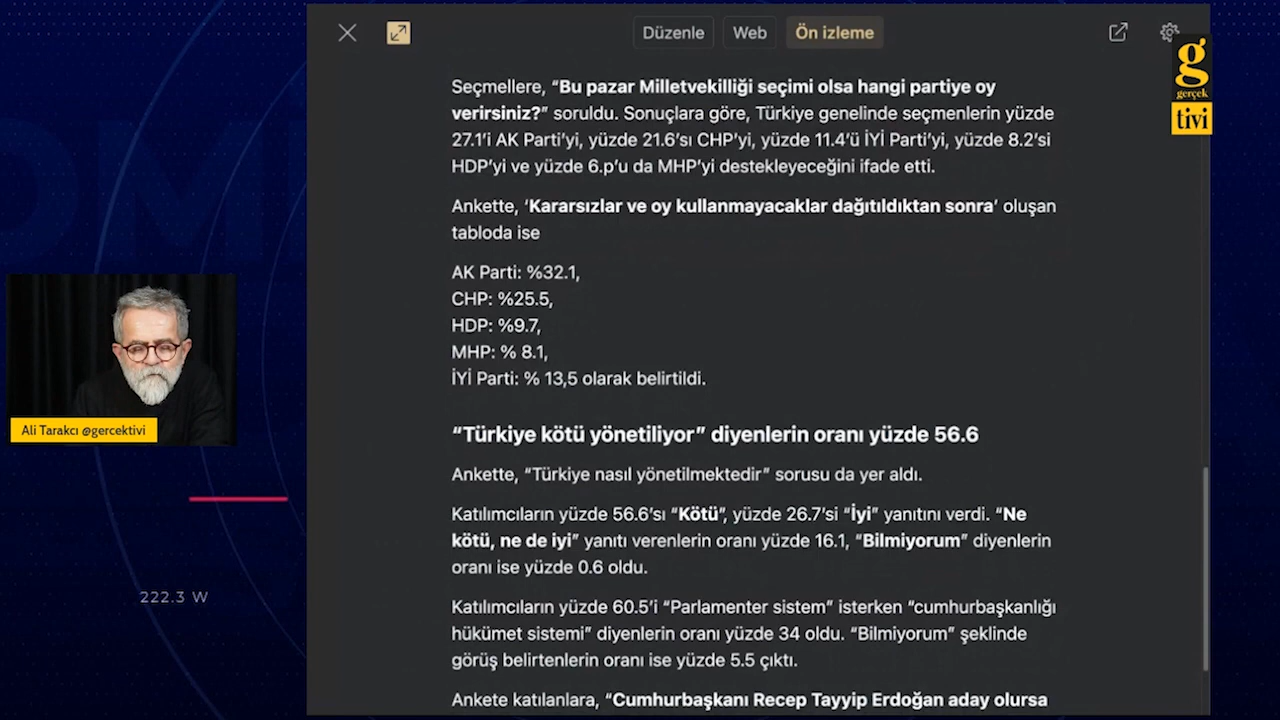 Düzenle Web Ön izleme
g
gerçek
tivi
Seçmellere, “Bu pazar Milletvekilliği seçimi olsa hangi partiye oy
verirsiniz?” soruldu. Sonuçlara göre, Türkiye genelinde seçmenlerin yüzde
27.1’i AK Parti’yi, yüzde 21.6’sı CHP’yi, yüzde 11.4’ü İYİ Parti’yi, yüzde 8.2’si
HDP’yi ve yüzde 6.p’u da MHP’yi destekleyeceğini ifade etti.
Ankette, ‘Kararsızlar ve oy kullanmayacaklar dağıtıldıktan sonra’ oluşan
tabloda ise
AK Parti: %32.1,
CHP: %25.5,
HDP: %9.7,
MHP: % 8.1,
İYİ Parti: % 13,5 olarak belirtildi.
“Türkiye kötü yönetiliyor” diyenlerin oranı yüzde 56.6
Ankette, “Türkiye nasıl yönetilmektedir” sorusu da yer aldı.
Katılımcıların yüzde 56.6’sı “Kötü”, yüzde 26.7’si “İyi” yanıtını verdi. “Ne
kötü, ne de iyi” yanıtı verenlerin oranı yüzde 16.1, “Bilmiyorum” diyenlerin
oranı ise yüzde 0.6 oldu.
Katılımcıların yüzde 60.5’i “Parlamenter sistem” isterken “cumhurbaşkanlığı
hükümet sistemi” diyenlerin oranı yüzde 34 oldu. “Bilmiyorum” şeklinde
görüş belirtenlerin oranı ise yüzde 5.5 çıktı.
Ankete katılanlara, “Cumhurbaşkanı Recep Tayyip Erdoğan aday olursa
Ali Tarakcı @gercektivi
222.3 W